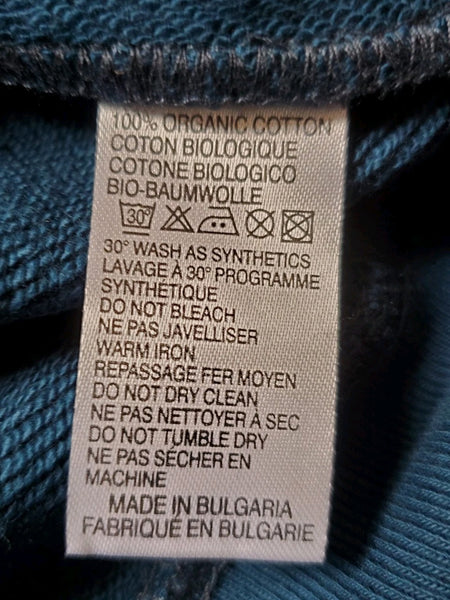 100% ORGANIC COTTON
COTON BIOLOGIQUE
COTONE BIOLOGICO
BIO-BAUMWOLLE
30°
30° WASH AS SYNTHETICS
LAVAGE À 30° PROGRAMME
SYNTHÉTIQUE
DO NOT BLEACH
NE PAS JAVELLISER
WARM IRON
REPASSAGE FER MOYEN
DO NOT DRY CLEAN
NE PAS NETTOYER À SEC
DO NOT TUMBLE DRY
NE PAS SÉCHER EN
MACHINE
MADE IN BULGARIA
FABRIQUÉ EN BULGARIE